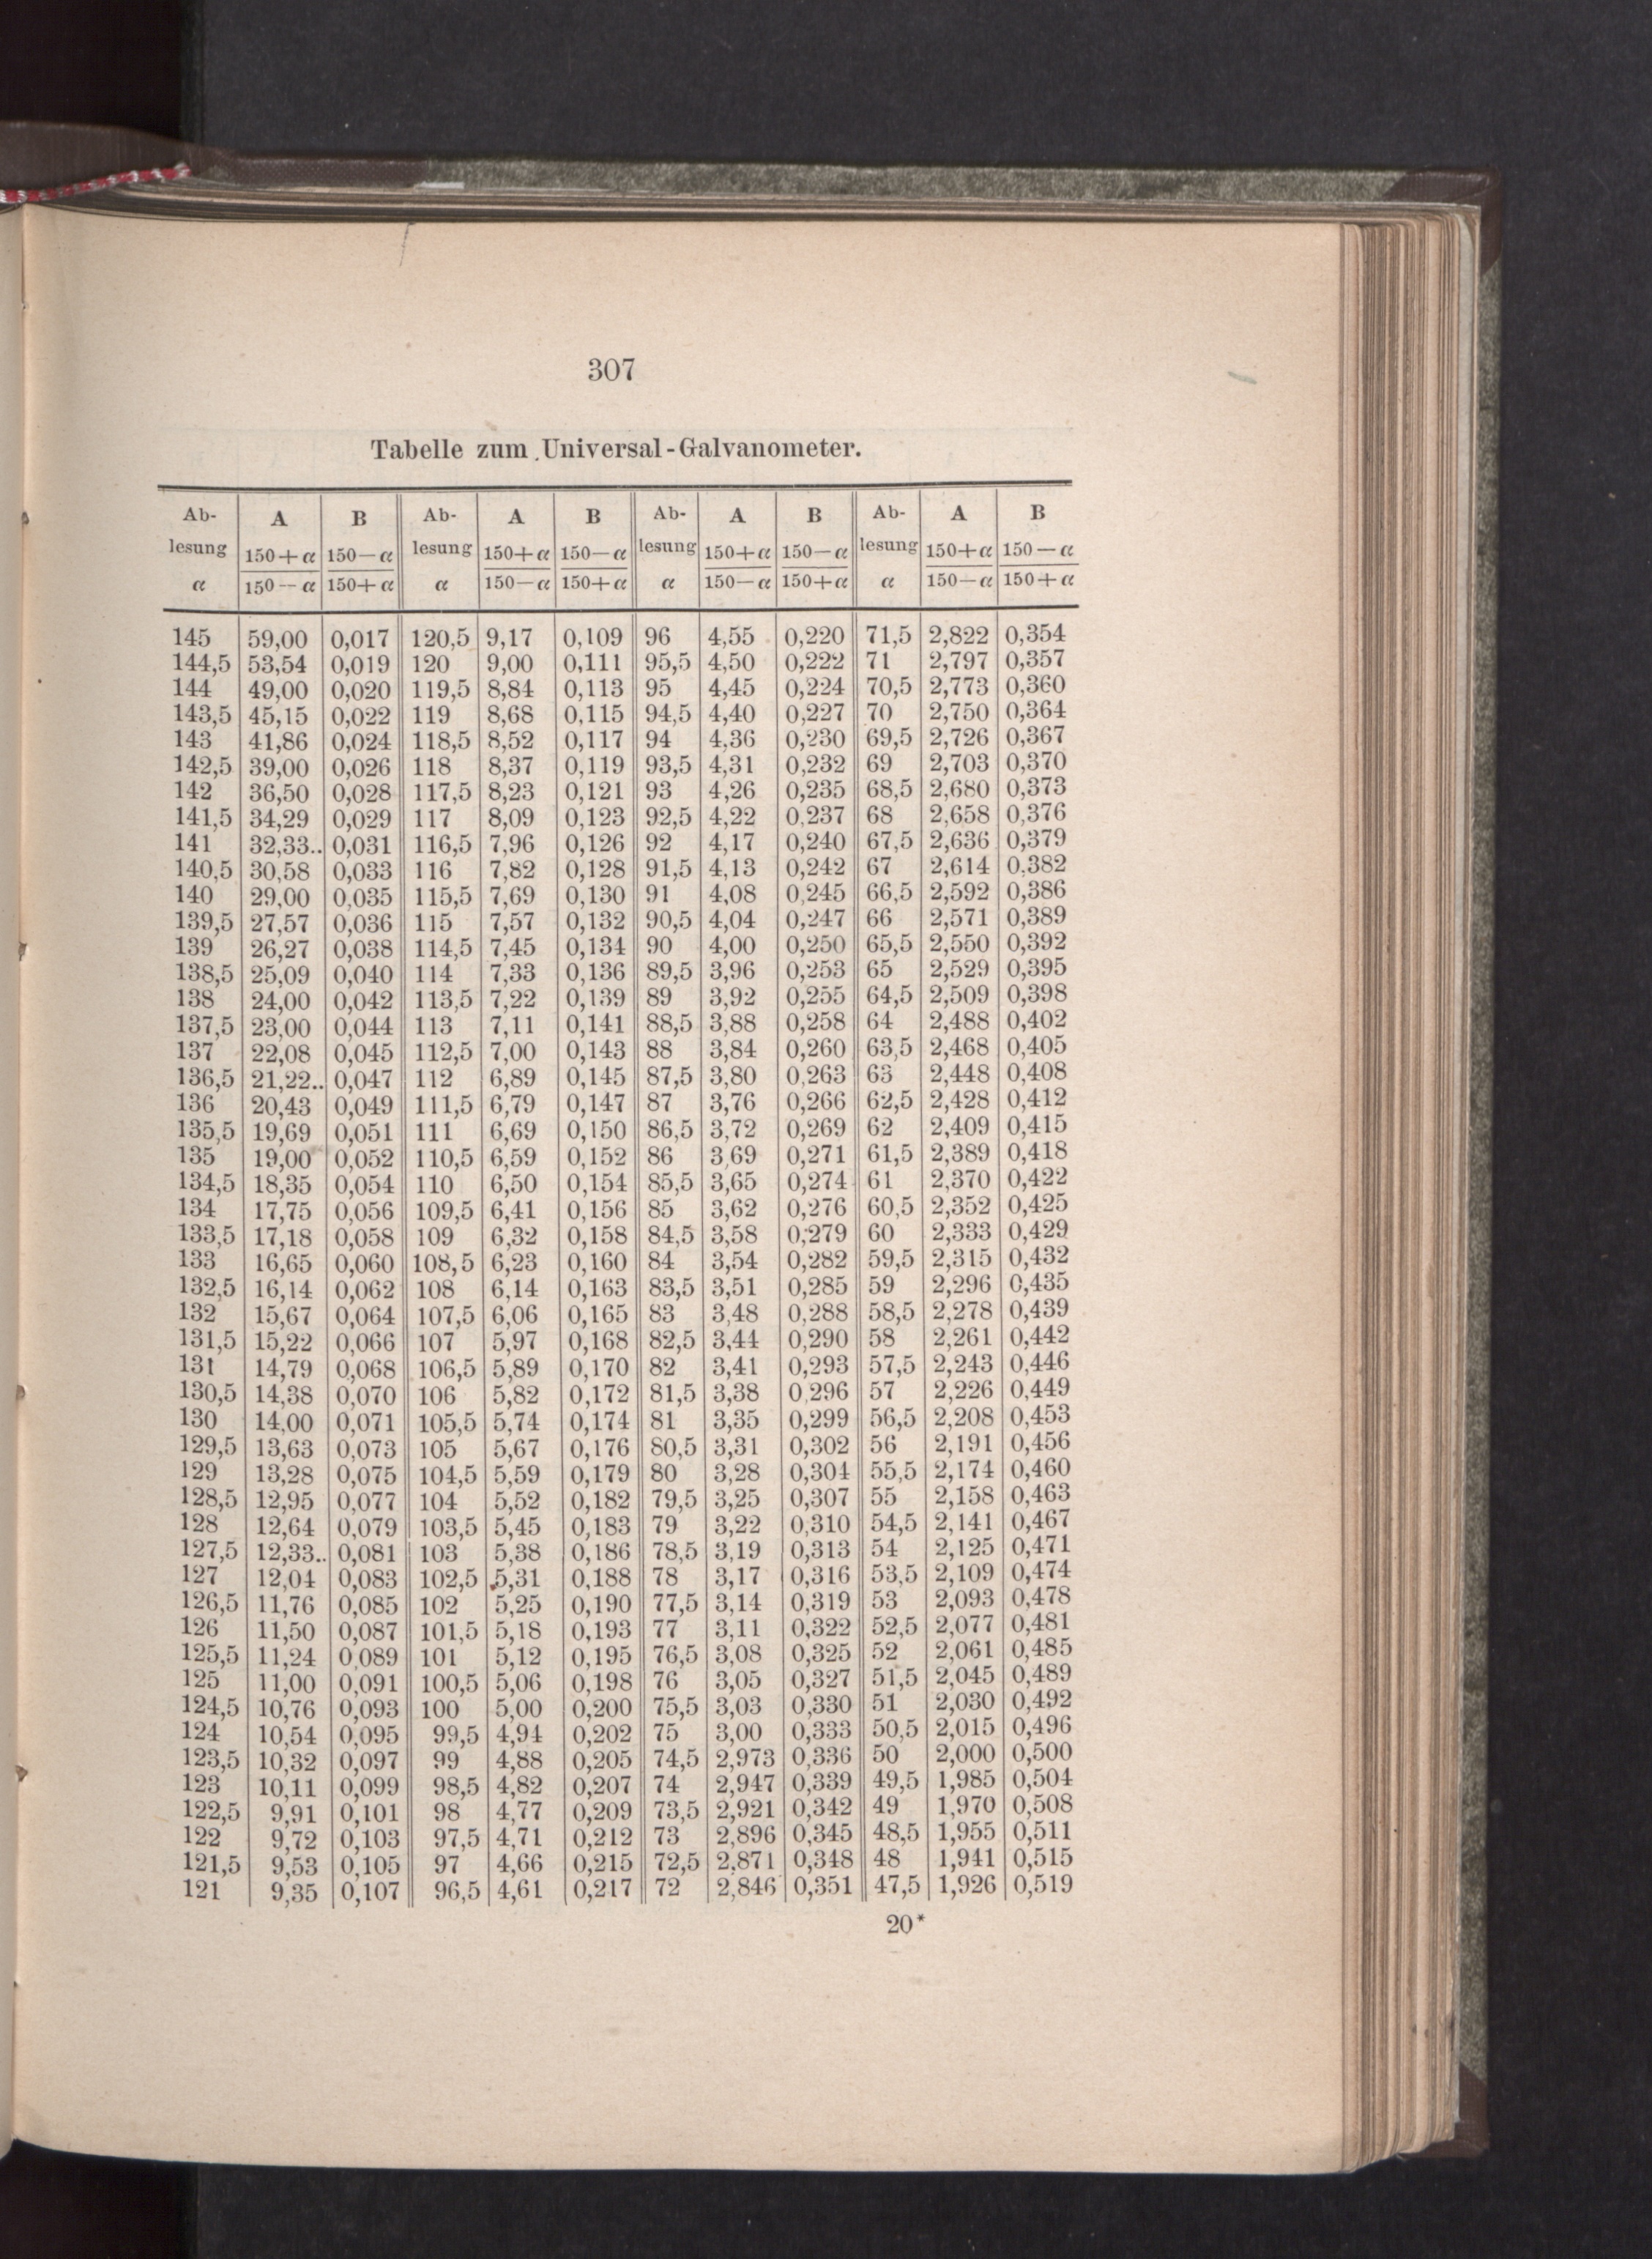 307
Tabelle zum Universal-Galvanometer.
Ab- A B Ab- A B Ab- A B Ab- A B
lesung 150+α 150—α lesung 150+α 150—α lesung 150+α 150—α lesung 150+α 150—α
α 150—α 150+α α 150—α 150+α α 150—α 150+α α 150—α 150+α
145 59,00 0,017 120,5 9,17 0,109 96 4,55 0,220 71,5 2,822 0,354
144,5 53,54 0,019 120 9,00 0,111 95,5 4,50 0,222 71 2,797 0,357
144 49,00 0,020 119,5 8,84 0,113 95 4,45 0,224 70,5 2,773 0,360
143,5 45,15 0,022 119 8,68 0,115 94,5 4,40 0,227 70 2,750 0,364
143 41,86 0,024 118,5 8,52 0,117 94 4,36 0,230 69,5 2,726 0,367
142,5 39,00 0,026 118 8,37 0,119 93,5 4,31 0,232 69 2,703 0,370
142 36,50 0,028 117,5 8,23 0,121 93 4,26 0,235 68,5 2,680 0,373
141,5 34,29 0,029 117 8,09 0,123 92,5 4,22 0,237 68 2,658 0,376
141 32,33.. 0,031 116,5 7,96 0,126 92 4,17 0,240 67,5 2,636 0,379
140,5 30,58 0,033 116 7,82 0,128 91,5 4,13 0,242 67 2,614 0,382
140 29,00 0,035 115,5 7,69 0,130 91 4,08 0,245 66,5 2,592 0,386
139,5 27,57 0,036 115 7,57 0,132 90,5 4,04 0,247 66 2,571 0,389
139 26,27 0,038 114,5 7,45 0,134 90 4,00 0,250 65,5 2,550 0,392
138,5 25,09 0,040 114 7,33 0,136 89,5 3,96 0,253 65 2,529 0,395
138 24,00 0,042 113,5 7,22 0,139 89 3,92 0,255 64,5 2,509 0,398
137,5 23,00 0,044 113 7,11 0,141 88,5 3,88 0,258 64 2,488 0,402
137 22,08 0,045 112,5 7,00 0,143 88 3,84 0,260 63,5 2,468 0,405
136,5 21,22.. 0,047 112 6,89 0,145 87,5 3,80 0,263 63 2,448 0,408
136 20,43 0,049 111,5 6,79 0,147 87 3,76 0,266 62,5 2,428 0,412
135,5 19,69 0,051 111 6,69 0,150 86,5 3,72 0,269 62 2,409 0,415
135 19,00 0,052 110,5 6,59 0,152 86 3,69 0,271 61,5 2,389 0,418
134,5 18,35 0,054 110 6,50 0,154 85,5 3,65 0,274 61 2,370 0,422
134 17,75 0,056 109,5 6,41 0,156 85 3,62 0,276 60,5 2,352 0,425
133,5 17,18 0,058 109 6,32 0,158 84,5 3,58 0,279 60 2,333 0,429
133 16,65 0,060 108,5 6,23 0,160 84 3,54 0,282 59,5 2,315 0,432
132,5 16,14 0,062 108 6,14 0,163 83,5 3,51 0,285 59 2,296 0,435
132 15,67 0,064 107,5 6,06 0,165 83 3,48 0,288 58,5 2,278 0,439
131,5 15,22 0,066 107 5,97 0,168 82,5 3,44 0,290 58 2,261 0,442
131 14,79 0,068 106,5 5,89 0,170 82 3,41 0,293 57,5 2,243 0,446
130,5 14,38 0,070 106 5,82 0,172 81,5 3,38 0,296 57 2,226 0,449
130 14,00 0,071 105,5 5,74 0,174 81 3,35 0,299 56,5 2,208 0,453
129,5 13,63 0,073 105 5,67 0,176 80,5 3,31 0,302 56 2,191 0,456
129 13,28 0,075 104,5 5,59 0,179 80 3,28 0,304 55,5 2,174 0,460
128,5 12,95 0,077 104 5,52 0,182 79,5 3,25 0,307 55 2,158 0,463
128 12,64 0,079 103,5 5,45 0,183 79 3,22 0,310 54,5 2,141 0,467
127,5 12,33.. 0,081 103 5,38 0,186 78,5 3,19 0,313 54 2,125 0,471
127 12,04 0,083 102,5 5,31 0,188 78 3,17 0,316 53,5 2,109 0,474
126,5 11,76 0,085 102 5,25 0,190 77,5 3,14 0,319 53 2,093 0,478
126 11,50 0,087 101,5 5,18 0,193 77 3,11 0,322 52,5 2,077 0,481
125,5 11,24 0,089 101 5,12 0,195 76,5 3,08 0,325 52 2,061 0,485
125 11,00 0,091 100,5 5,06 0,198 76 3,05 0,327 51,5 2,045 0,489
124,5 10,76 0,093 100 5,00 0,200 75,5 3,03 0,330 51 2,030 0,492
124 10,54 0,095 99,5 4,94 0,202 75 3,00 0,333 50,5 2,015 0,496
123,5 10,32 0,097 99 4,88 0,205 74,5 2,973 0,336 50 2,000 0,500
123 10,11 0,099 98,5 4,82 0,207 74 2,947 0,339 49,5 1,985 0,504
122,5 9,91 0,101 98 4,77 0,209 73,5 2,921 0,342 49 1,970 0,508
122 9,72 0,103 97,5 4,71 0,212 73 2,896 0,345 48,5 1,955 0,511
121,5 9,53 0,105 97 4,66 0,215 72,5 2,871 0,348 48 1,941 0,515
121 9,35 0,107 96,5 4,61 0,217 72 2,846 0,351 47,5 1,926 0,519
20*